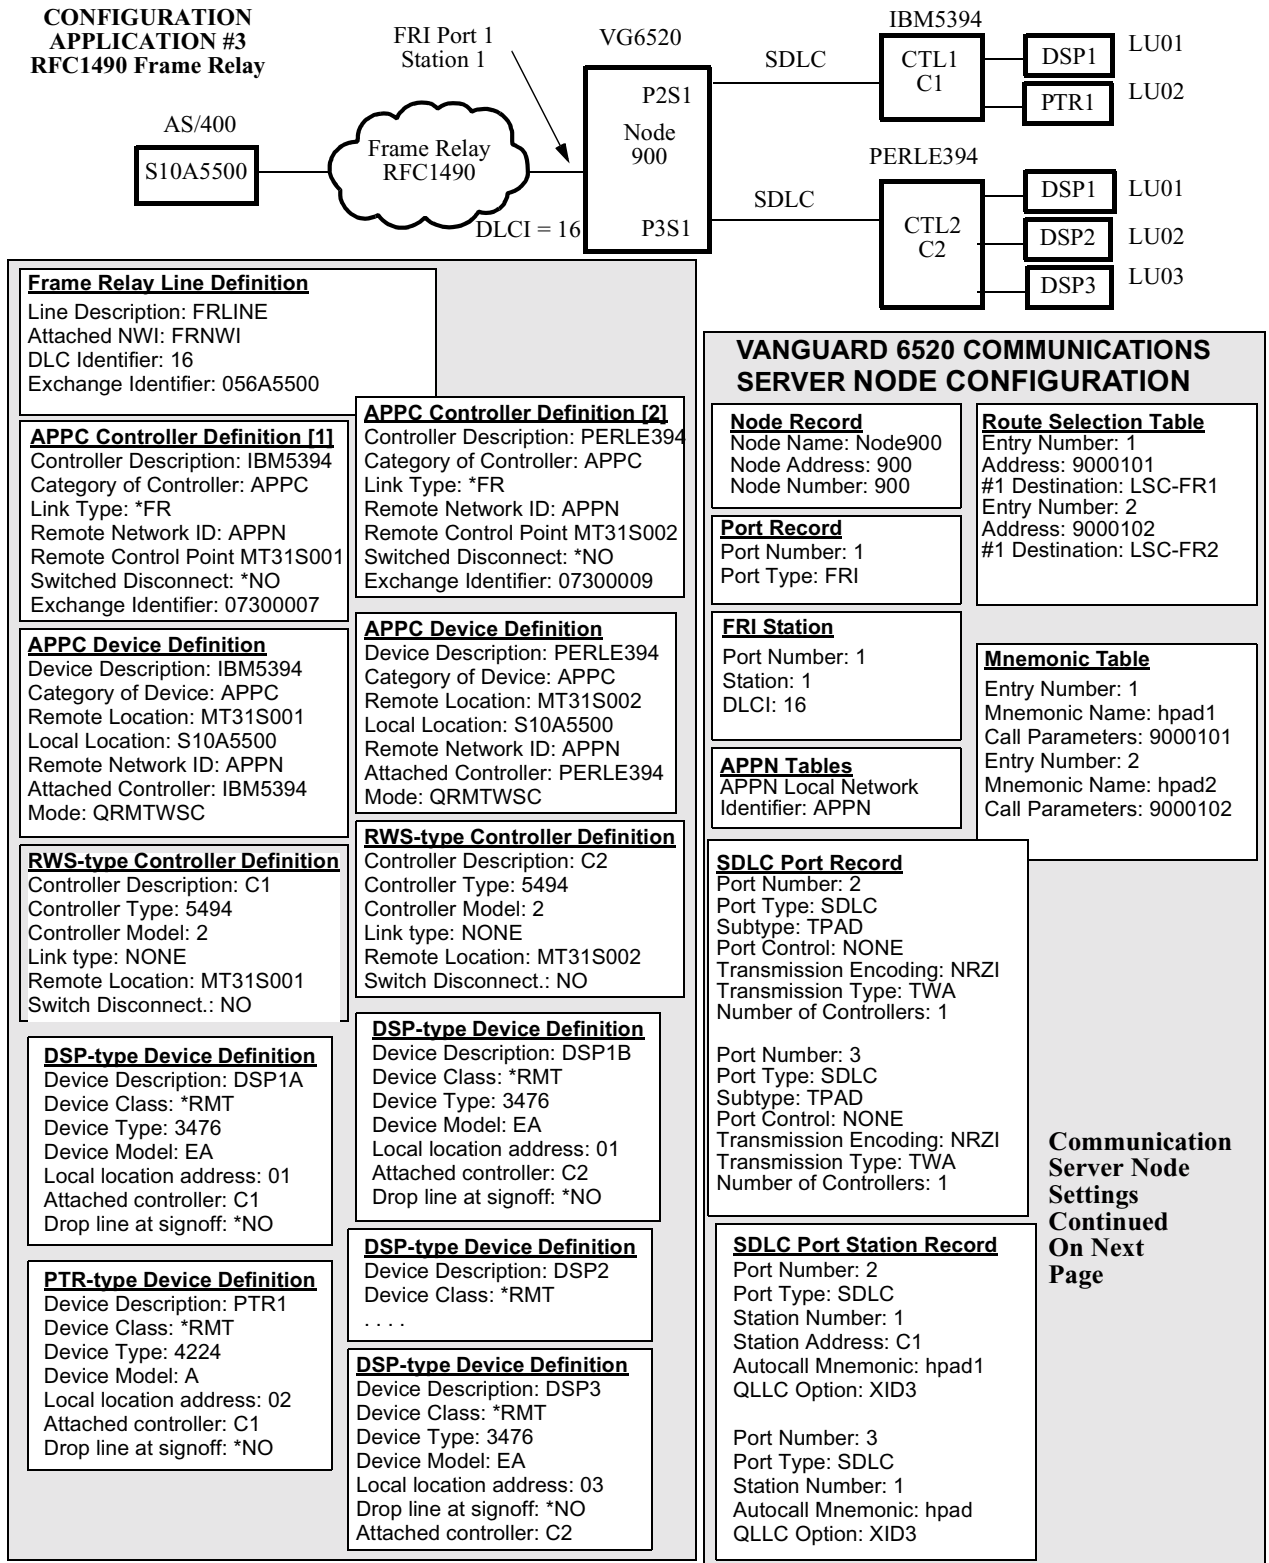 CONFIGURATION
APPLICATION #3
RFC1490 Frame Relay
FRI Port 1
Station 1
VG6520
IBM5394
SDLC
CTL1
C1
DSP1
LU01
PTR1
LU02
P2S1
Node
900
AS/400
S10A5500
Frame Relay
RFC1490
DLCI = 16
P3S1
PERLE394
SDLC
CTL2
C2
DSP1
LU01
DSP2
LU02
DSP3
LU03
Frame Relay Line Definition
Line Description: FRLINE
Attached NWI: FRNWI
DLC Identifier: 16
Exchange Identifier: 056A5500
APPC Controller Definition [1]
Controller Description: IBM5394
Category of Controller: APPC
Link Type: *FR
Remote Network ID: APPN
Remote Control Point MT31S001
Switched Disconnect: *NO
Exchange Identifier: 07300007
APPC Device Definition
Device Description: IBM5394
Category of Device: APPC
Remote Location: MT31S001
Local Location: S10A5500
Remote Network ID: APPN
Attached Controller: IBM5394
Mode: QRMTWSC
RWS-type Controller Definition
Controller Description: C1
Controller Type: 5494
Controller Model: 2
Link type: NONE
Remote Location: MT31S001
Switch Disconnect.: NO
DSP-type Device Definition
Device Description: DSP1A
Device Class: *RMT
Device Type: 3476
Device Model: EA
Local location address: 01
Attached controller: C1
Drop line at signoff: *NO
PTR-type Device Definition
Device Description: PTR1
Device Class: *RMT
Device Type: 4224
Device Model: A
Local location address: 02
Attached controller: C1
Drop line at signoff: *NO
APPC Controller Definition [2]
Controller Description: PERLE394
Category of Controller: APPC
Link Type: *FR
Remote Network ID: APPN
Remote Control Point MT31S002
Switched Disconnect: *NO
Exchange Identifier: 07300009
APPC Device Definition
Device Description: PERLE394
Category of Device: APPC
Remote Location: MT31S002
Local Location: S10A5500
Remote Network ID: APPN
Attached Controller: PERLE394
Mode: QRMTWSC
RWS-type Controller Definition
Controller Description: C2
Controller Type: 5494
Controller Model: 2
Link type: NONE
Remote Location: MT31S002
Switch Disconnect.: NO
DSP-type Device Definition
Device Description: DSP1B
Device Class: *RMT
Device Type: 3476
Device Model: EA
Local location address: 01
Attached controller: C2
Drop line at signoff: *NO
DSP-type Device Definition
Device Description: DSP2
Device Class: *RMT
. . . .
DSP-type Device Definition
Device Description: DSP3
Device Class: *RMT
Device Type: 3476
Device Model: EA
Local location address: 03
Drop line at signoff: *NO
Attached controller: C2
VANGUARD 6520 COMMUNICATIONS
SERVER NODE CONFIGURATION
Node Record
Node Name: Node900
Node Address: 900
Node Number: 900
Port Record
Port Number: 1
Port Type: FRI
FRI Station
Port Number: 1
Station: 1
DLCI: 16
APPN Tables
APPN Local Network
Identifier: APPN
Route Selection Table
Entry Number: 1
Address: 9000101
#1 Destination: LSC-FR1
Entry Number: 2
Address: 9000102
#1 Destination: LSC-FR2
Mnemonic Table
Entry Number: 1
Mnemonic Name: hpad1
Call Parameters: 9000101
Entry Number: 2
Mnemonic Name: hpad2
Call Parameters: 9000102
SDLC Port Record
Port Number: 2
Port Type: SDLC
Subtype: TPAD
Port Control: NONE
Transmission Encoding: NRZI
Transmission Type: TWA
Number of Controllers: 1
Port Number: 3
Port Type: SDLC
Subtype: TPAD
Port Control: NONE
Transmission Encoding: NRZI
Transmission Type: TWA
Number of Controllers: 1
SDLC Port Station Record
Port Number: 2
Port Type: SDLC
Station Number: 1
Station Address: C1
Autocall Mnemonic: hpad1
QLLC Option: XID3
Port Number: 3
Port Type: SDLC
Station Number: 1
Autocall Mnemonic: hpad
QLLC Option: XID3
Communication
Server Node
Settings
Continued
On Next
Page